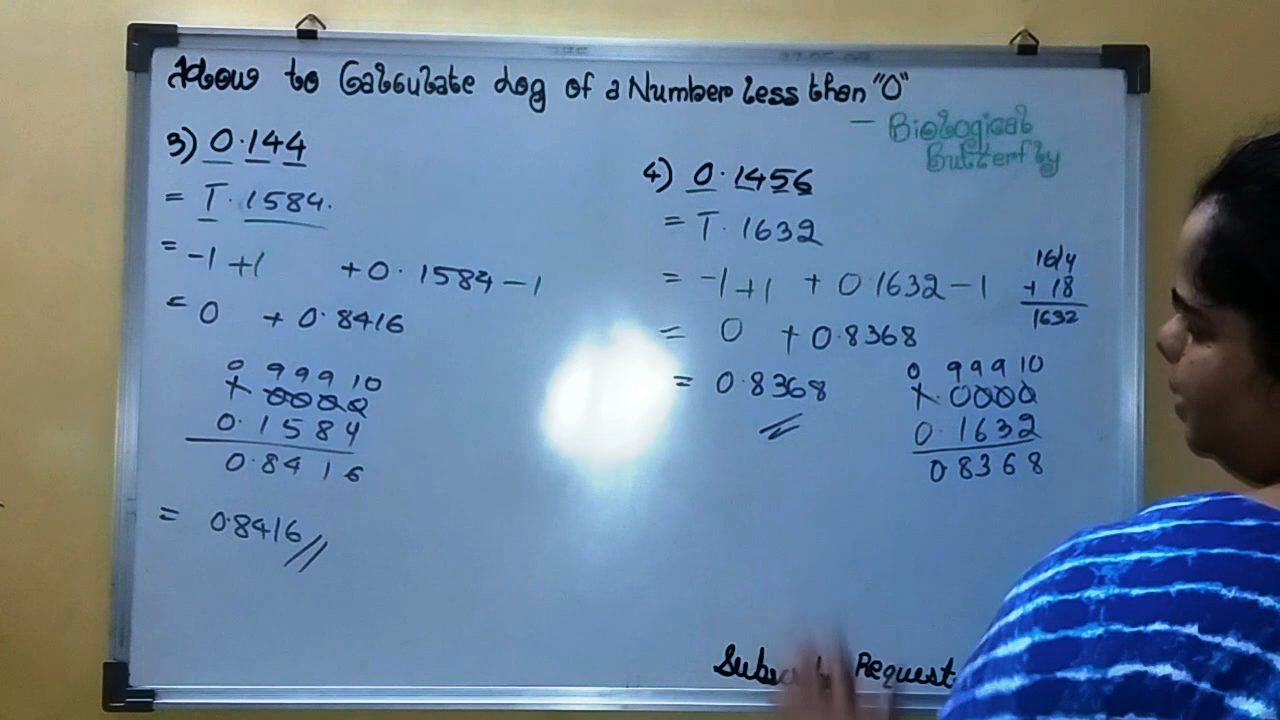 How to Calculate Log of a Number less than "0"
- Biological
Butterfly
3) 0.144
= 1̄.1584.
= -1 +1 +0.1584-1
= 0 + 0.8416
0 9 9 9 10
1.0000
0.1584
0.8416
= 0.8416//
4) 0.1456
= 1̄.1632
= -1+1 + 0.1632-1
= 0 + 0.8368
= 0.8368
1614
+ 18
1632
0 9 9 9 10
1.0000
0.1632
0.8368
Request